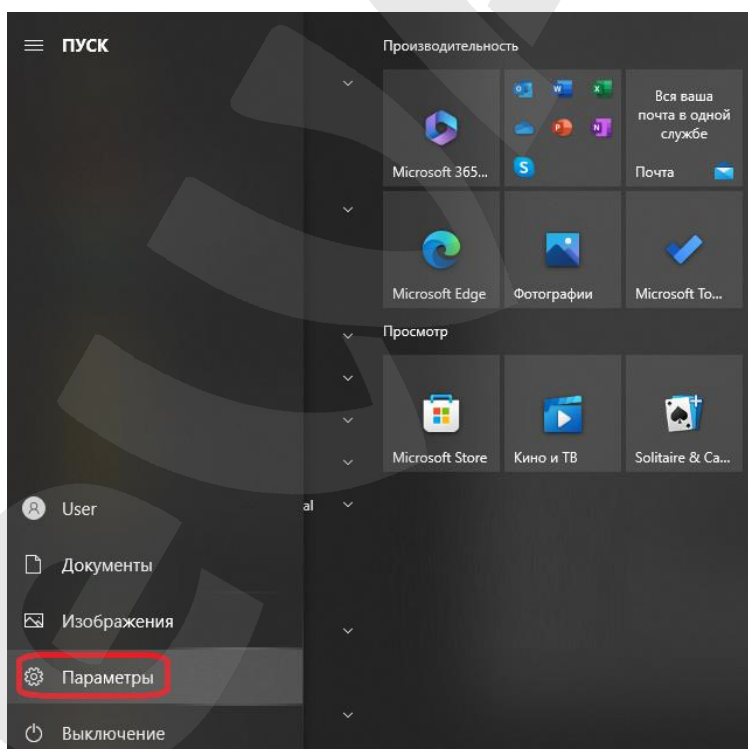 ПУСК
User
al
Документы
Изображения
Параметры
Выключение
Производительность
Microsoft 365...
Вся ваша
почта в одной
службе
Почта
Microsoft Edge
Фотографии
Microsoft To...
Просмотр
Microsoft Store
Кино и ТВ
Solitaire & Ca...